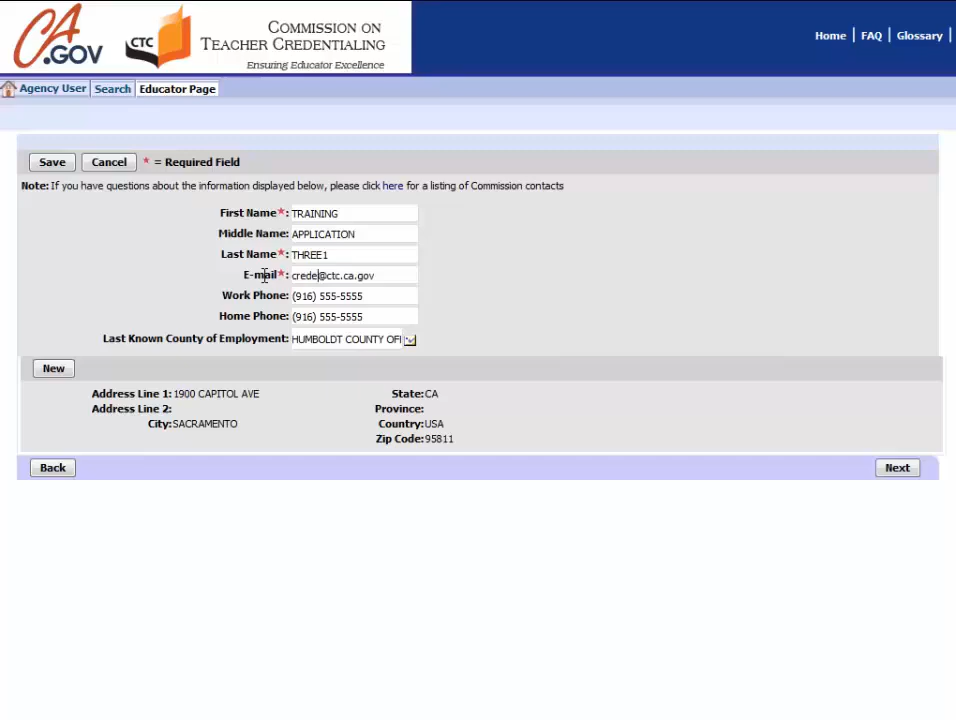 CA.GOV
CTC
COMMISSION ON
TEACHER CREDENTIALING
Ensuring Educator Excellence
Home | FAQ | Glossary |
Agency User | Search | Educator Page
Save Cancel * = Required Field
Note: If you have questions about the information displayed below, please click here for a listing of Commission contacts
First Name*: TRAINING
Middle Name: APPLICATION
Last Name*: THREE1
E-mail*: crede@ctc.ca.gov
Work Phone: (916) 555-5555
Home Phone: (916) 555-5555
Last Known County of Employment: HUMBOLDT COUNTY OF
New
Address Line 1: 1900 CAPITOL AVE State: CA
Address Line 2: Province:
City: SACRAMENTO Country: USA
Zip Code: 95811
Back Next